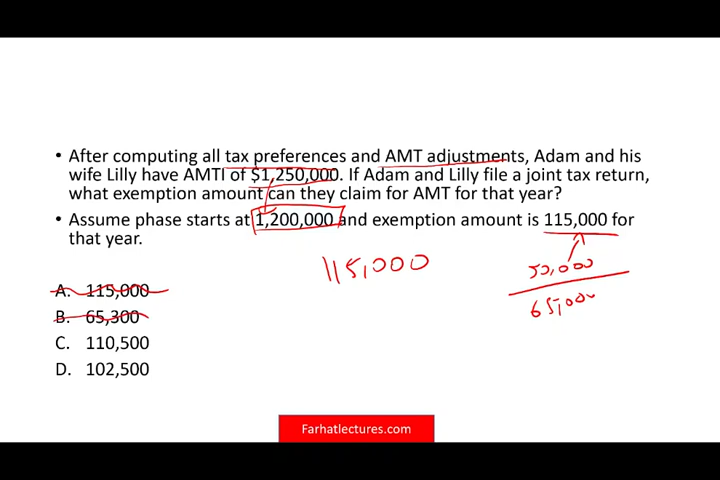 • After computing all tax preferences and AMT adjustments, Adam and his
wife Lilly have AMTI of $1,250,000. If Adam and Lilly file a joint tax return,
what exemption amount can they claim for AMT for that year?
• Assume phase starts at 1,200,000 and exemption amount is 115,000 for
that year.
115,000
50,000
65,000
A. 115,000
B. 65,300
C. 110,500
D. 102,500
Farhatlectures.com